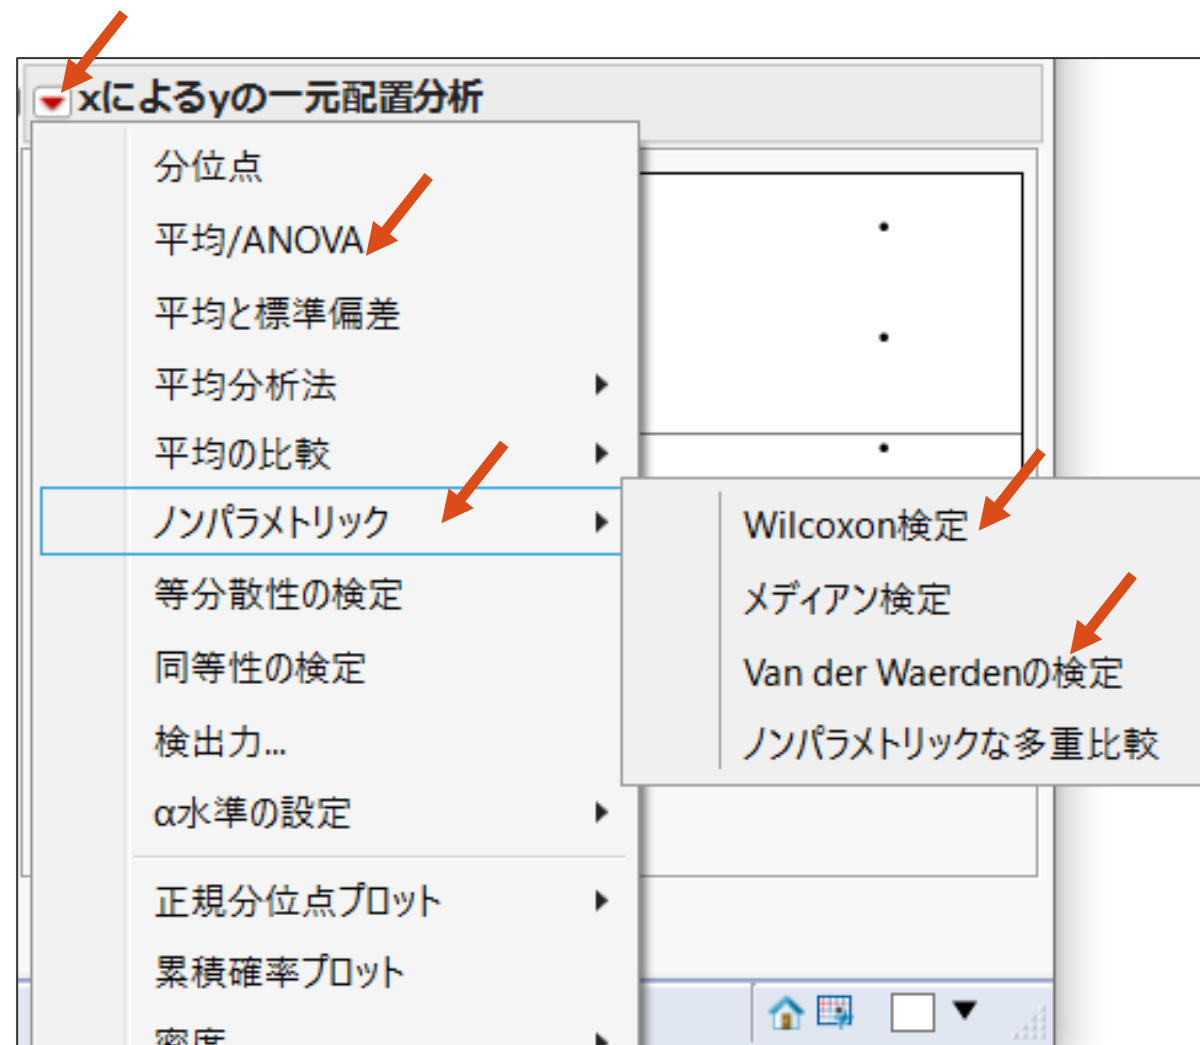 xによるyの一元配置分析
分位点
平均/ANOVA
平均と標準偏差
平均分析法
平均の比較
ノンパラメトリック
Wilcoxon検定
メディアン検定
Van der Waerdenの検定
ノンパラメトリックな多重比較
等分散性の検定
同等性の検定
検出力...
α水準の設定
正規分位点プロット
累積確率プロット
密度